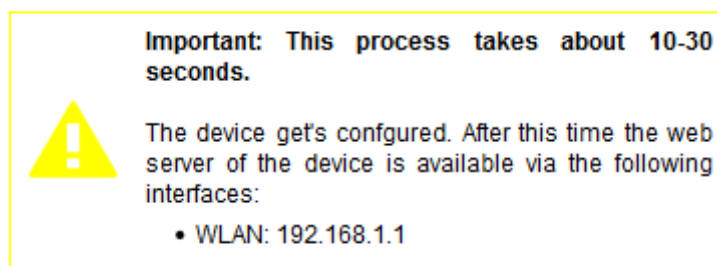 Important: This process takes about 10-30
seconds.
The device get's confgured. After this time the web
server of the device is available via the following
interfaces:
• WLAN: 192.168.1.1